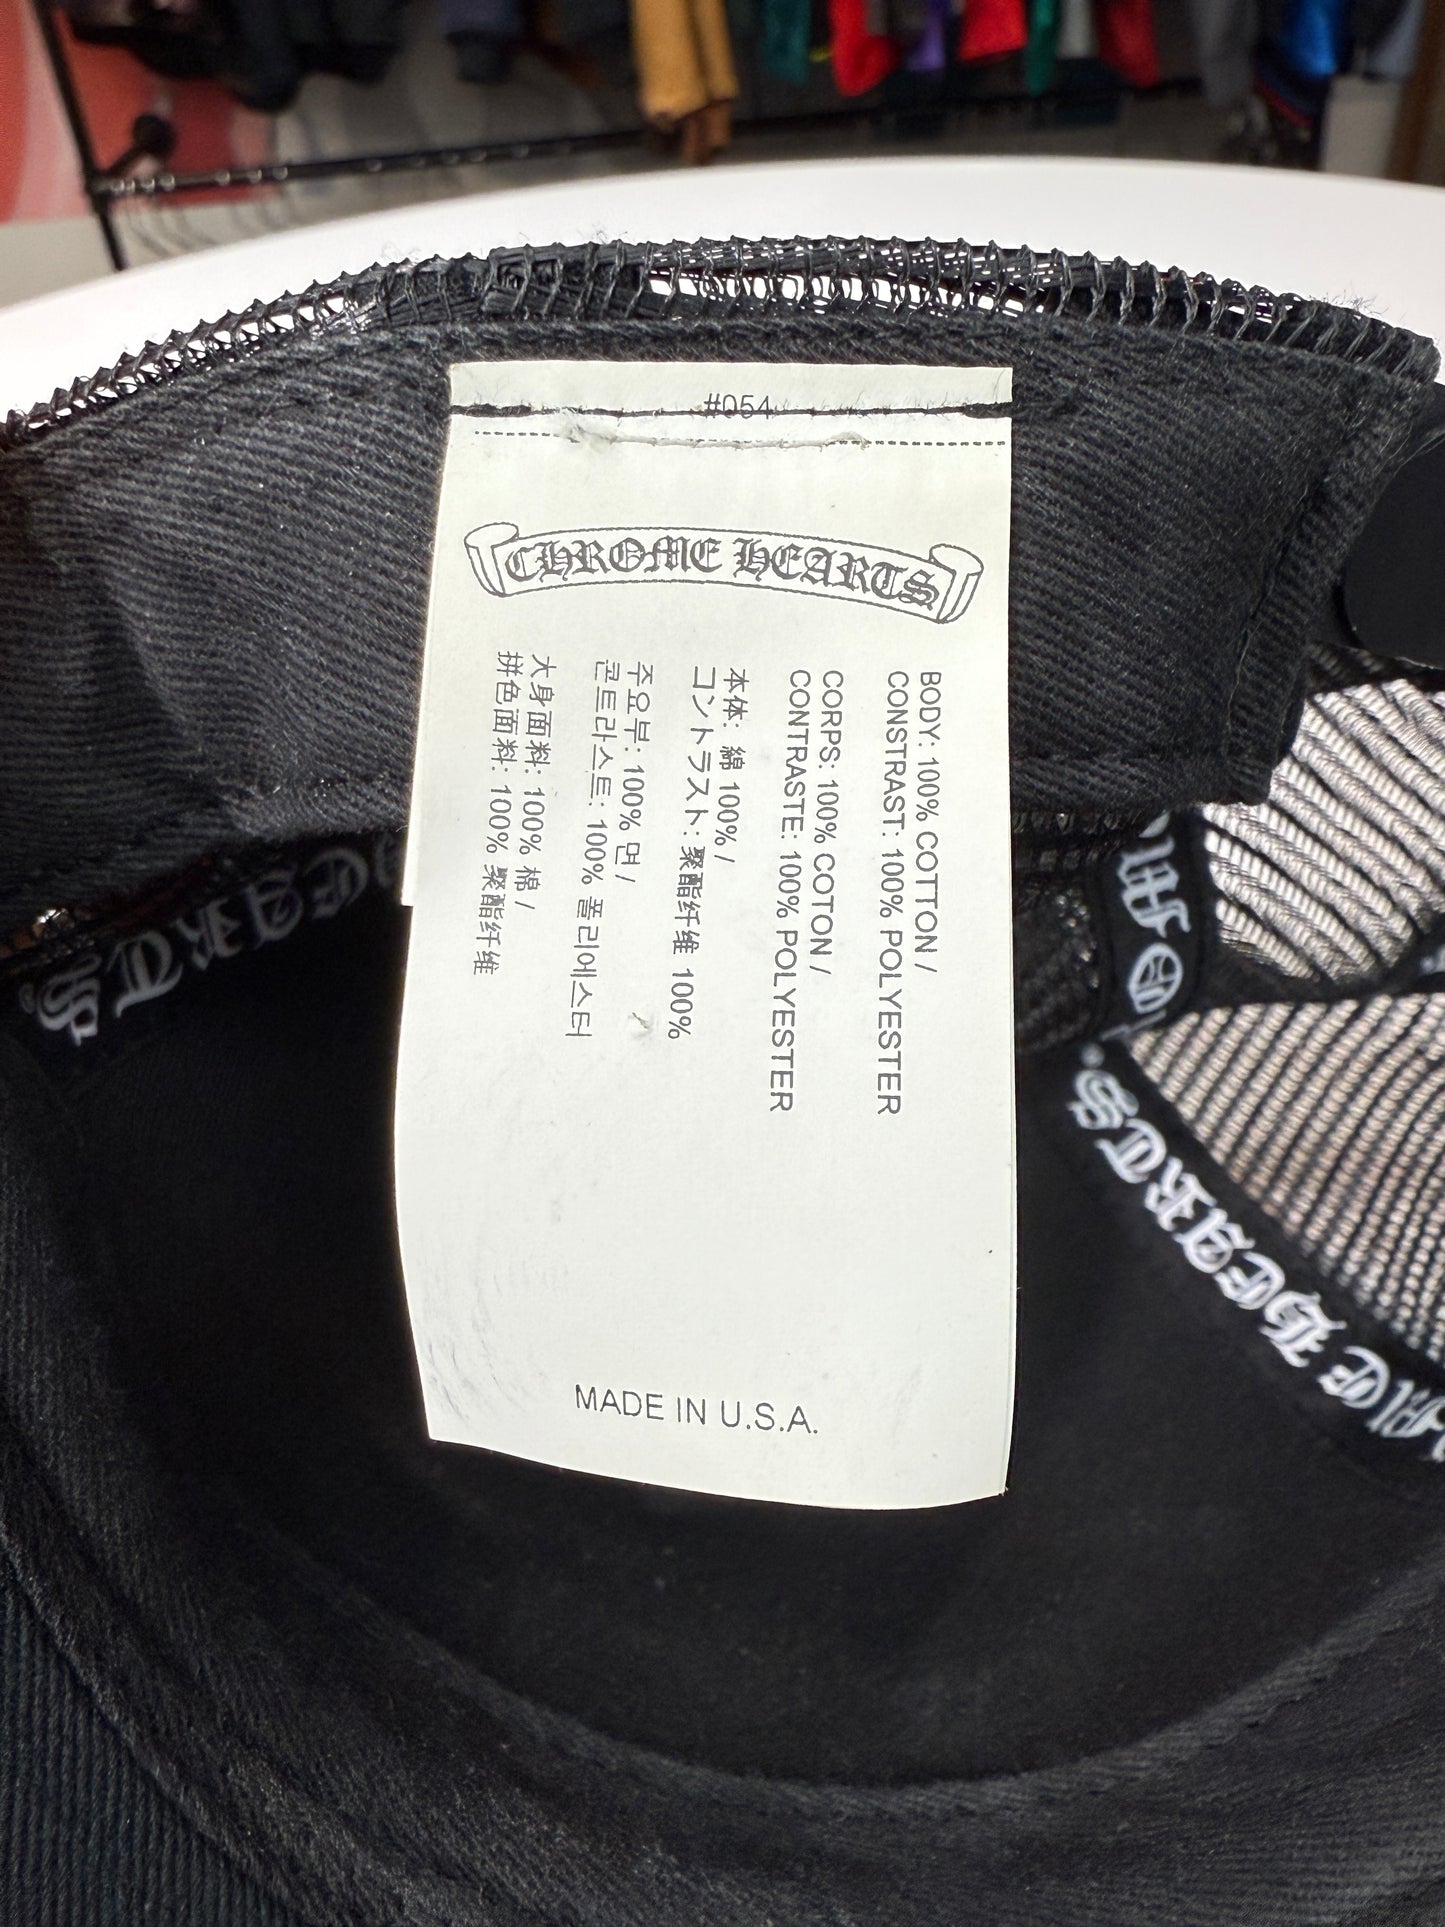 #054
CHROME HEARTS
BODY: 100% COTTON /
CONSTRAST: 100% POLYESTER
CORPS: 100% COTON /
CONTRASTE: 100% POLYESTER
本体: 綿 100% /
コントラスト: 聚酯纤维 100%
주요부: 100% 면 /
콘트라스트: 100% 폴리에스터
大身面料: 100% 棉 /
拼色面料: 100% 聚酯纤维
MADE IN U.S.A.
HEARTS
HEARTS